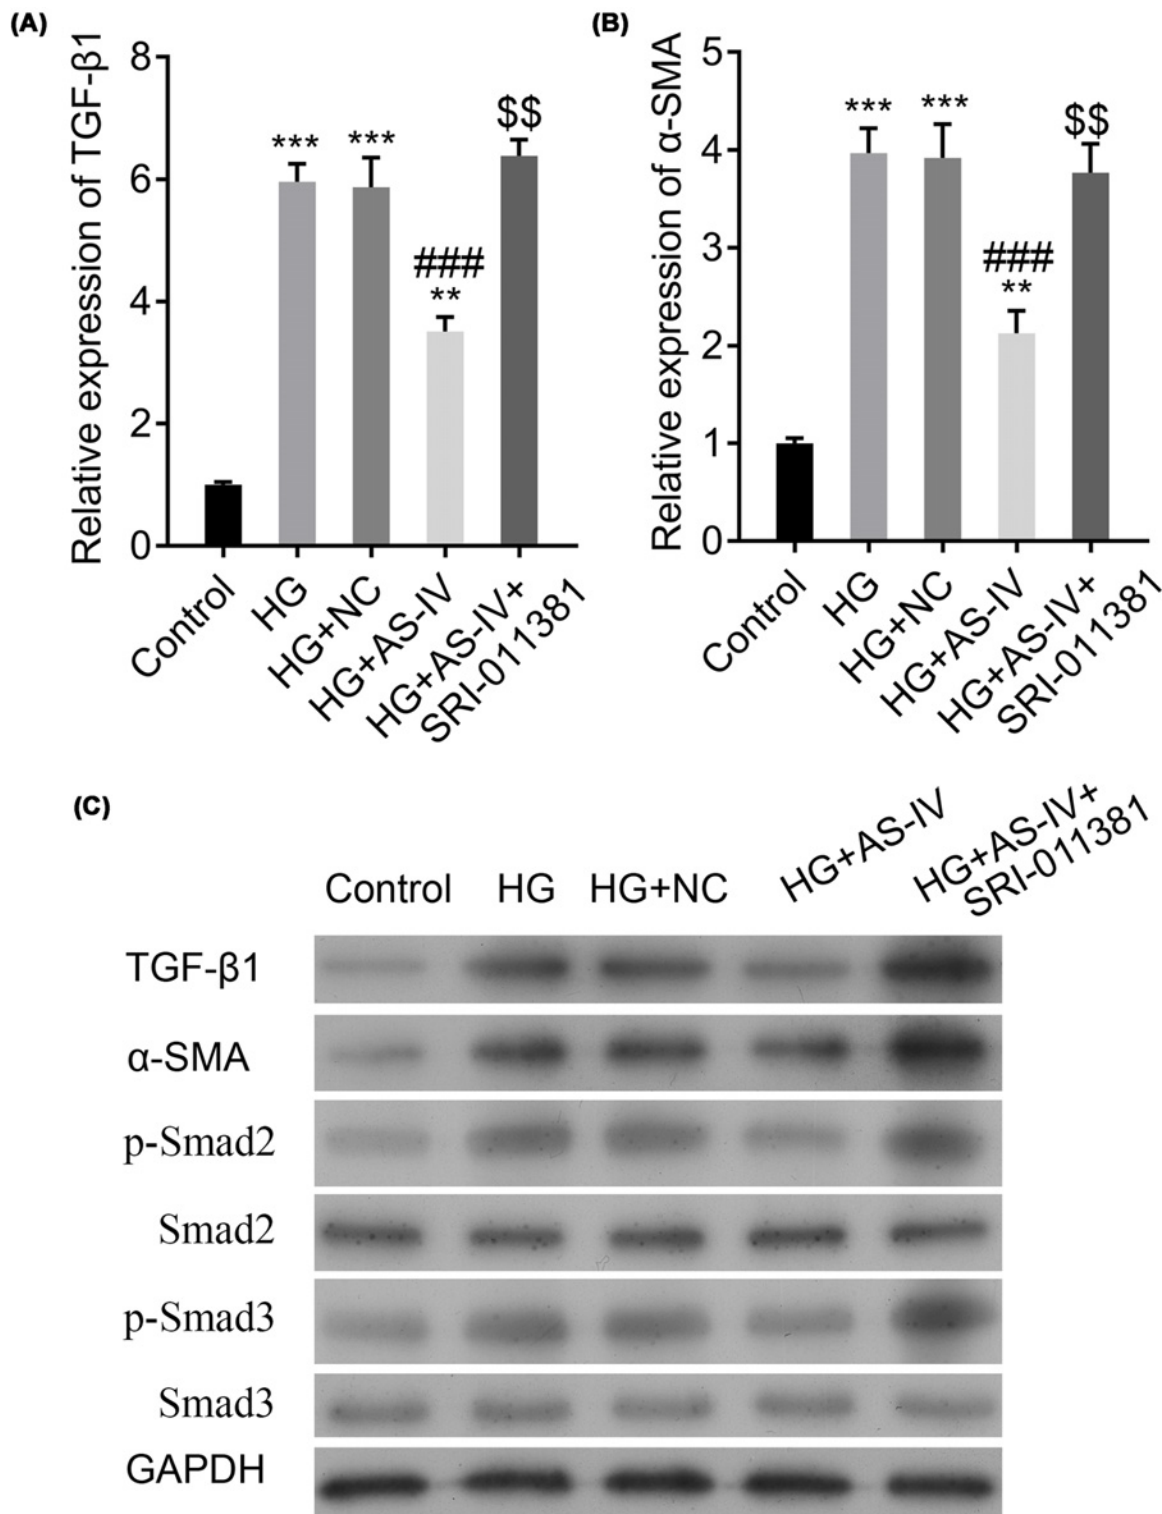 (A)
Relative expression of TGF-β1
8
6
4
2
0
***
***
###
**
$$
Control
HG
HG+NC
HG+AS-IV
HG+AS-IV+
SRI-011381
(B)
Relative expression of α-SMA
5
4
3
2
1
0
***
***
###
**
$$
Control
HG
HG+NC
HG+AS-IV
HG+AS-IV+
SRI-011381
(C)
Control
HG
HG+NC
HG+AS-IV
HG+AS-IV+
SRI-011381
TGF-β1
α-SMA
p-Smad2
Smad2
p-Smad3
Smad3
GAPDH